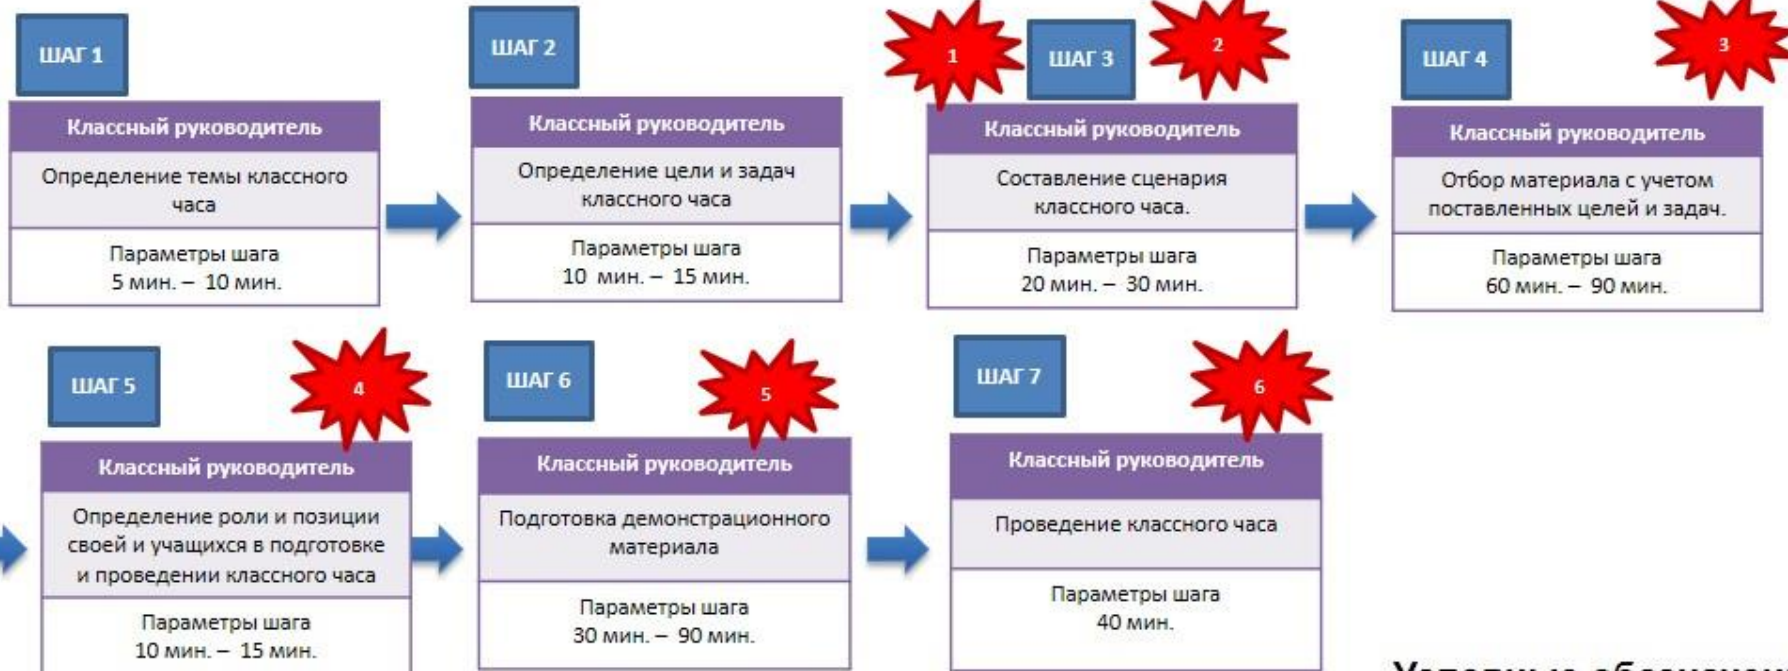 ШАГ 1
Классный руководитель
Определение темы классного
часа
Параметры шага
5 мин. – 10 мин.
ШАГ 2
Классный руководитель
Определение цели и задач
классного часа
Параметры шага
10 мин. – 15 мин.
1
ШАГ 3
2
Классный руководитель
Составление сценария
классного часа.
Параметры шага
20 мин. – 30 мин.
ШАГ 4
3
Классный руководитель
Отбор материала с учетом
поставленных целей и задач.
Параметры шага
60 мин. – 90 мин.
ШАГ 5
4
Классный руководитель
Определение роли и позиции
своей и учащихся в подготовке
и проведении классного часа
Параметры шага
10 мин. – 15 мин.
ШАГ 6
5
Классный руководитель
Подготовка демонстрационного
материала
Параметры шага
30 мин. – 90 мин.
ШАГ 7
6
Классный руководитель
Проведение классного часа
Параметры шага
40 мин.